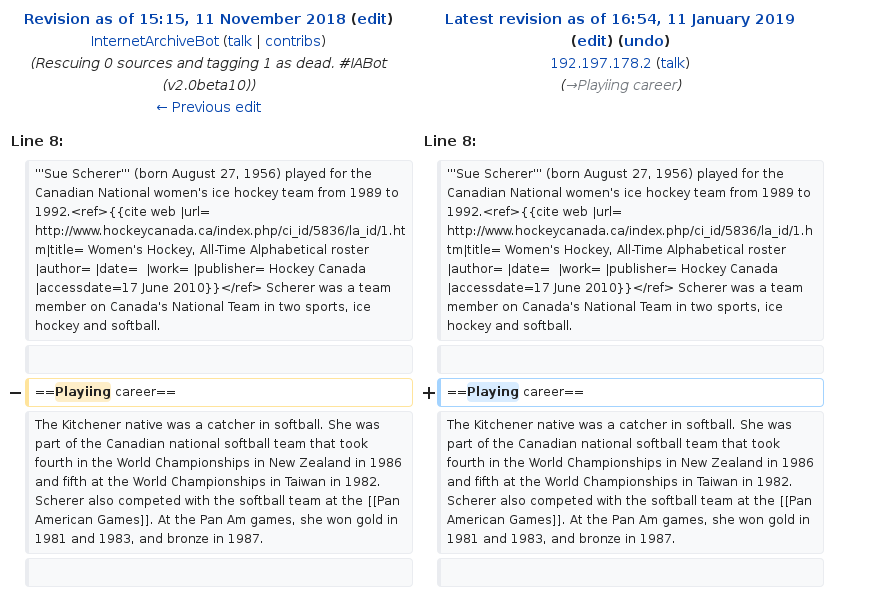 Revision as of 15:15, 11 November 2018 (edit)
InternetArchiveBot (talk | contribs)
(Rescuing 0 sources and tagging 1 as dead. #IABot
(v2.0beta10))
← Previous edit
Latest revision as of 16:54, 11 January 2019
(edit) (undo)
192.197.178.2 (talk)
(→Playiing career)
Line 8:
Line 8:
'''Sue Scherer''' (born August 27, 1956) played for the
Canadian National women's ice hockey team from 1989 to
1992.<ref>{{cite web |url=
http://www.hockeycanada.ca/index.php/ci_id/5836/la_id/1.ht
m|title= Women's Hockey, All-Time Alphabetical roster
|author= |date=  |work= |publisher= Hockey Canada
|accessdate=17 June 2010}}</ref> Scherer was a team
member on Canada's National Team in two sports, ice
hockey and softball.
'''Sue Scherer''' (born August 27, 1956) played for the
Canadian National women's ice hockey team from 1989 to
1992.<ref>{{cite web |url=
http://www.hockeycanada.ca/index.php/ci_id/5836/la_id/1.h
tm|title= Women's Hockey, All-Time Alphabetical roster
|author= |date=  |work= |publisher= Hockey Canada
|accessdate=17 June 2010}}</ref> Scherer was a team
member on Canada's National Team in two sports, ice
hockey and softball.
− ==Playiing career==
+ ==Playing career==
The Kitchener native was a catcher in softball. She was
part of the Canadian national softball team that took
fourth in the World Championships in New Zealand in 1986
and fifth at the World Championships in Taiwan in 1982.
Scherer also competed with the softball team at the [[Pan
American Games]]. At the Pan Am games, she won gold in
1981 and 1983, and bronze in 1987.
The Kitchener native was a catcher in softball. She was
part of the Canadian national softball team that took
fourth in the World Championships in New Zealand in 1986
and fifth at the World Championships in Taiwan in 1982.
Scherer also competed with the softball team at the [[Pan
American Games]]. At the Pan Am games, she won gold in
1981 and 1983, and bronze in 1987.